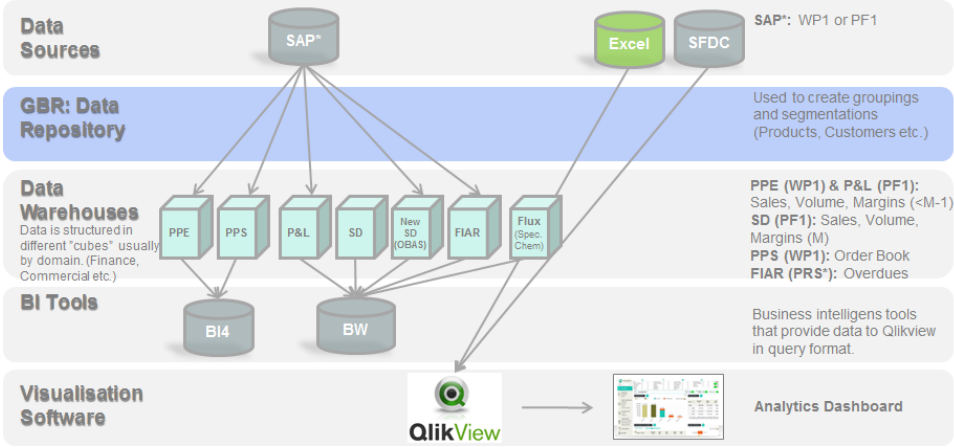 Data
Sources
SAP*
Excel
SFDC
SAP*: WP1 or PF1
GBR: Data
Repository
Used to create groupings
and segmentations
(Products, Customers etc.)
Data
Warehouses
Data is structured in
different "cubes" usually
by domain. (Finance,
Commercial etc.)
PPE
PPS
P&L
SD
New
SD
(OBAS)
FIAR
Flux
(Spec.
Chem)
PPE (WP1) & P&L (PF1):
Sales, Volume, Margins (<M-1)
SD (PF1): Sales, Volume,
Margins (M)
PPS (WP1): Order Book
FIAR (PRS*): Overdues
BI Tools
BI4
BW
Business intelligens tools
that provide data to Qlikview
in query format.
Visualisation
Software
QlikView
Analytics Dashboard